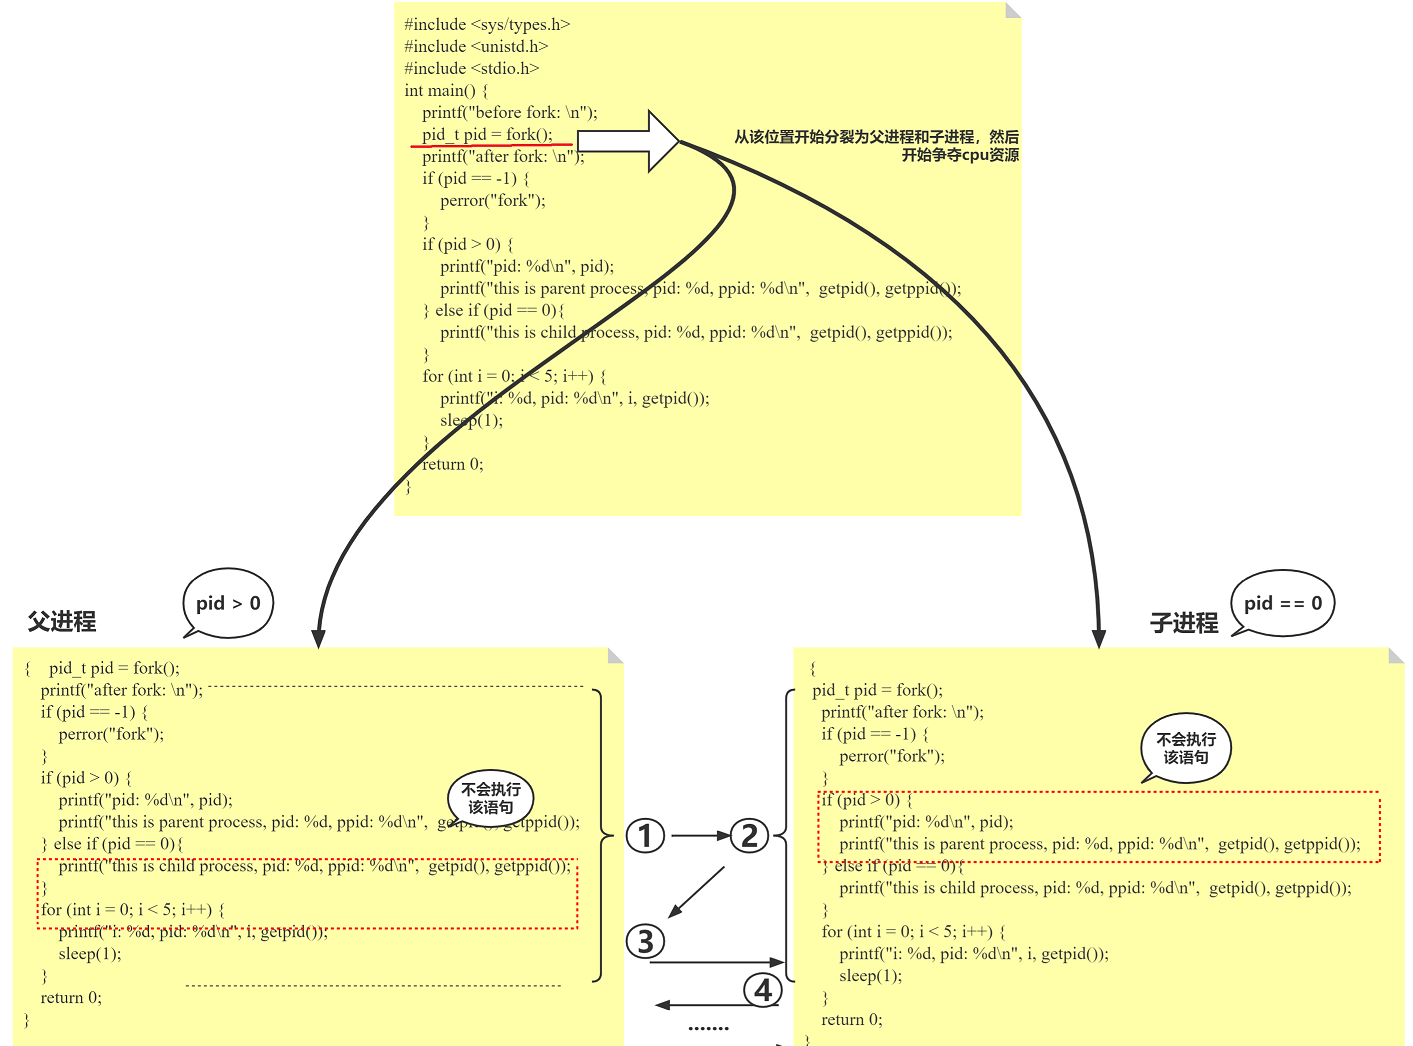 #include <sys/types.h>
#include <unistd.h>
#include <stdio.h>
int main() {
printf("before fork: \n");
pid_t pid = fork();
printf("after fork: \n");
if (pid == -1) {
perror("fork");
}
if (pid > 0) {
printf("pid: %d\n", pid);
printf("this is parent process, pid: %d, ppid: %d\n",  getpid(), getppid());
} else if (pid == 0){
printf("this is child process, pid: %d, ppid: %d\n",  getpid(), getppid());
}
for (int i = 0; i < 5; i++) {
printf("i: %d, pid: %d\n", i, getpid());
sleep(1);
}
return 0;
}
从该位置开始分裂为父进程和子进程，然后
开始争夺cpu资源
父进程
pid > 0
{    pid_t pid = fork();
printf("after fork: \n");
if (pid == -1) {
perror("fork");
}
if (pid > 0) {
printf("pid: %d\n", pid);
printf("this is parent process, pid: %d, ppid: %d\n",  getpid(), getppid());
} else if (pid == 0){
printf("this is child process, pid: %d, ppid: %d\n",  getpid(), getppid());
}
for (int i = 0; i < 5; i++) {
printf("i: %d, pid: %d\n", i, getpid());
sleep(1);
}
return 0;
}
不会执行
该语句
1
2
3
4
.......
子进程
pid == 0
{
pid_t pid = fork();
printf("after fork: \n");
if (pid == -1) {
perror("fork");
}
if (pid > 0) {
printf("pid: %d\n", pid);
printf("this is parent process, pid: %d, ppid: %d\n",  getpid(), getppid());
} else if (pid == 0){
printf("this is child process, pid: %d, ppid: %d\n",  getpid(), getppid());
}
for (int i = 0; i < 5; i++) {
printf("i: %d, pid: %d\n", i, getpid());
sleep(1);
}
return 0;
}
不会执行
该语句